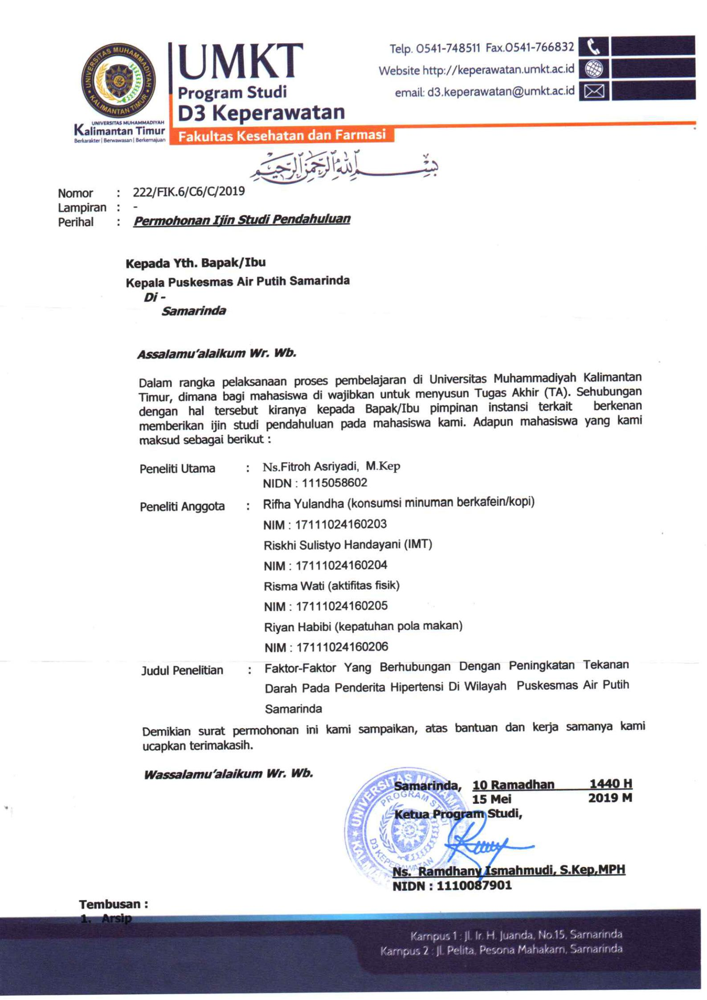 UNIVERSITAS MUHAMMADIYAH
KALIMANTAN TIMUR
UNIVERSITAS MUHAMMADIYAH
Kalimantan Timur
Berkarakter | Berwawasan | Berkemajuan
UMKT
Program Studi
D3 Keperawatan
Fakultas Kesehatan dan Farmasi
Telp. 0541-748511 Fax.0541-766832
Website http://keperawatan.umkt.ac.id
email: d3.keperawatan@umkt.ac.id
بِسْمِ اللهِ الرَّحْمٰنِ الرَّحِيْمِ
Nomor : 222/FIK.6/C6/C/2019
Lampiran : -
Perihal : Permohonan Ijin Studi Pendahuluan
Kepada Yth. Bapak/Ibu
Kepala Puskesmas Air Putih Samarinda
Di -
Samarinda
Assalamu’alaikum Wr. Wb.
Dalam rangka pelaksanaan proses pembelajaran di Universitas Muhammadiyah Kalimantan
Timur, dimana bagi mahasiswa di wajibkan untuk menyusun Tugas Akhir (TA). Sehubungan
dengan hal tersebut kiranya kepada Bapak/Ibu pimpinan instansi terkait berkenan
memberikan ijin studi pendahuluan pada mahasiswa kami. Adapun mahasiswa yang kami
maksud sebagai berikut :
Peneliti Utama : Ns.Fitroh Asriyadi, M.Kep
NIDN : 1115058602
Peneliti Anggota : Rifha Yulandha (konsumsi minuman berkafein/kopi)
NIM : 17111024160203
Riskhi Sulistyo Handayani (IMT)
NIM : 17111024160204
Risma Wati (aktifitas fisik)
NIM : 17111024160205
Riyan Habibi (kepatuhan pola makan)
NIM : 17111024160206
Judul Penelitian : Faktor-Faktor Yang Berhubungan Dengan Peningkatan Tekanan
Darah Pada Penderita Hipertensi Di Wilayah Puskesmas Air Putih
Samarinda
Demikian surat permohonan ini kami sampaikan, atas bantuan dan kerja samanya kami
ucapkan terimakasih.
Wassalamu’alaikum Wr. Wb.
Samarinda, 10 Ramadhan 1440 H
15 Mei 2019 M
Ketua Program Studi,
UNIVERSITAS
PROGRAM STUDI
D3 KEPERAWATAN
Ns. Ramdhany Ismahmudi, S.Kep,MPH
NIDN : 1110087901
Tembusan :
1. Arsip
Kampus 1 : Jl. Ir. H. Juanda, No.15, Samarinda
Kampus 2 : Jl. Pelita, Pesona Mahakam, Samarinda